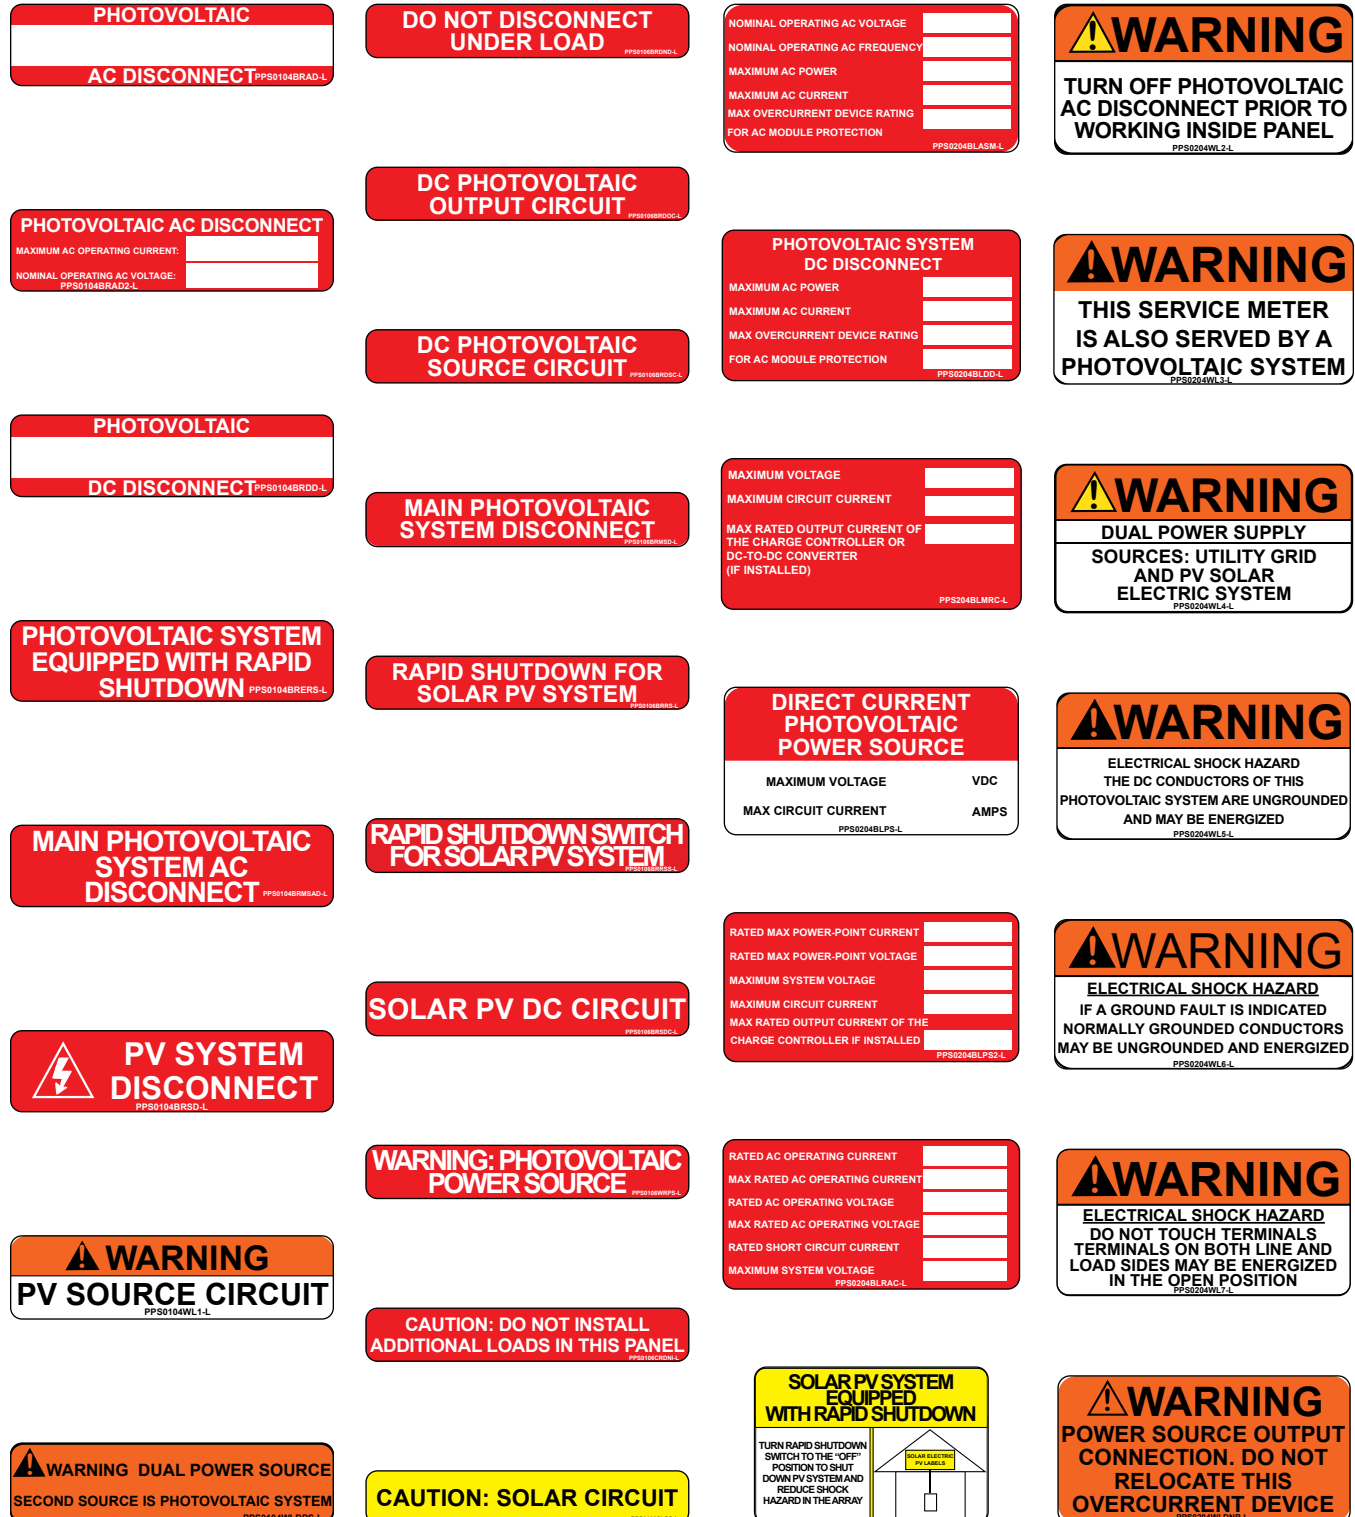 PHOTOVOLTAIC
AC DISCONNECT PPS0104BRAD-L
PHOTOVOLTAIC AC DISCONNECT
MAXIMUM AC OPERATING CURRENT:
NOMINAL OPERATING AC VOLTAGE:
PPS0104BRAD2-L
PHOTOVOLTAIC
DC DISCONNECT PPS0104BRDD-L
PHOTOVOLTAIC SYSTEM
EQUIPPED WITH RAPID
SHUTDOWN PPS0104BRERS-L
MAIN PHOTOVOLTAIC
SYSTEM AC
DISCONNECT PPS0104BRMSAD-L
PV SYSTEM
DISCONNECT
PPS0104BRSD-L
WARNING
PV SOURCE CIRCUIT
PPS0104WL1-L
WARNING DUAL POWER SOURCE
SECOND SOURCE IS PHOTOVOLTAIC SYSTEM
DO NOT DISCONNECT
UNDER LOAD PPS0106BRDND-L
DC PHOTOVOLTAIC
OUTPUT CIRCUIT PPS0106BRDOC-L
DC PHOTOVOLTAIC
SOURCE CIRCUIT PPS0106BRDSC-L
MAIN PHOTOVOLTAIC
SYSTEM DISCONNECT
PPS0106BRMSD-L
RAPID SHUTDOWN FOR
SOLAR PV SYSTEM
PPS0106BRRS-L
RAPID SHUTDOWN SWITCH
FOR SOLAR PV SYSTEM
PPS0106BRRSS-L
SOLAR PV DC CIRCUIT
PPS0106BRSDC-L
WARNING: PHOTOVOLTAIC
POWER SOURCE PPS0106WRPS-L
CAUTION: DO NOT INSTALL
ADDITIONAL LOADS IN THIS PANEL
PPS0106CRDNI-L
CAUTION: SOLAR CIRCUIT
NOMINAL OPERATING AC VOLTAGE
NOMINAL OPERATING AC FREQUENCY
MAXIMUM AC POWER
MAXIMUM AC CURRENT
MAX OVERCURRENT DEVICE RATING
FOR AC MODULE PROTECTION
PPS0204BLASM-L
PHOTOVOLTAIC SYSTEM
DC DISCONNECT
MAXIMUM AC POWER
MAXIMUM AC CURRENT
MAX OVERCURRENT DEVICE RATING
FOR AC MODULE PROTECTION
PPS0204BLDD-L
MAXIMUM VOLTAGE
MAXIMUM CIRCUIT CURRENT
MAX RATED OUTPUT CURRENT OF
THE CHARGE CONTROLLER OR
DC-TO-DC CONVERTER
(IF INSTALLED)
PPS204BLMRC-L
DIRECT CURRENT
PHOTOVOLTAIC
POWER SOURCE
MAXIMUM VOLTAGE VDC
MAX CIRCUIT CURRENT AMPS
PPS0204BLPS-L
RATED MAX POWER-POINT CURRENT
RATED MAX POWER-POINT VOLTAGE
MAXIMUM SYSTEM VOLTAGE
MAXIMUM CIRCUIT CURRENT
MAX RATED OUTPUT CURRENT OF THE
CHARGE CONTROLLER IF INSTALLED
PPS0204BLPS2-L
RATED AC OPERATING CURRENT
MAX RATED AC OPERATING CURRENT
RATED AC OPERATING VOLTAGE
MAX RATED AC OPERATING VOLTAGE
RATED SHORT CIRCUIT CURRENT
MAXIMUM SYSTEM VOLTAGE
PPS0204BLRAC-L
SOLAR PV SYSTEM
EQUIPPED
WITH RAPID SHUTDOWN
TURN RAPID SHUTDOWN
SWITCH TO THE “OFF”
POSITION TO SHUT
DOWN PV SYSTEM AND
REDUCE SHOCK
HAZARD IN THE ARRAY
SOLAR ELECTRIC
PV LABELS
WARNING
TURN OFF PHOTOVOLTAIC
AC DISCONNECT PRIOR TO
WORKING INSIDE PANEL
PPS0204WL2-L
WARNING
THIS SERVICE METER
IS ALSO SERVED BY A
PHOTOVOLTAIC SYSTEM
PPS0204WL3-L
WARNING
DUAL POWER SUPPLY
SOURCES: UTILITY GRID
AND PV SOLAR
ELECTRIC SYSTEM
PPS0204WL4-L
WARNING
ELECTRICAL SHOCK HAZARD
THE DC CONDUCTORS OF THIS
PHOTOVOLTAIC SYSTEM ARE UNGROUNDED
AND MAY BE ENERGIZED
PPS0204WL5-L
WARNING
ELECTRICAL SHOCK HAZARD
IF A GROUND FAULT IS INDICATED
NORMALLY GROUNDED CONDUCTORS
MAY BE UNGROUNDED AND ENERGIZED
PPS0204WL6-L
WARNING
ELECTRICAL SHOCK HAZARD
DO NOT TOUCH TERMINALS
TERMINALS ON BOTH LINE AND
LOAD SIDES MAY BE ENERGIZED
IN THE OPEN POSITION
PPS0204WL7-L
WARNING
POWER SOURCE OUTPUT
CONNECTION. DO NOT
RELOCATE THIS
OVERCURRENT DEVICE